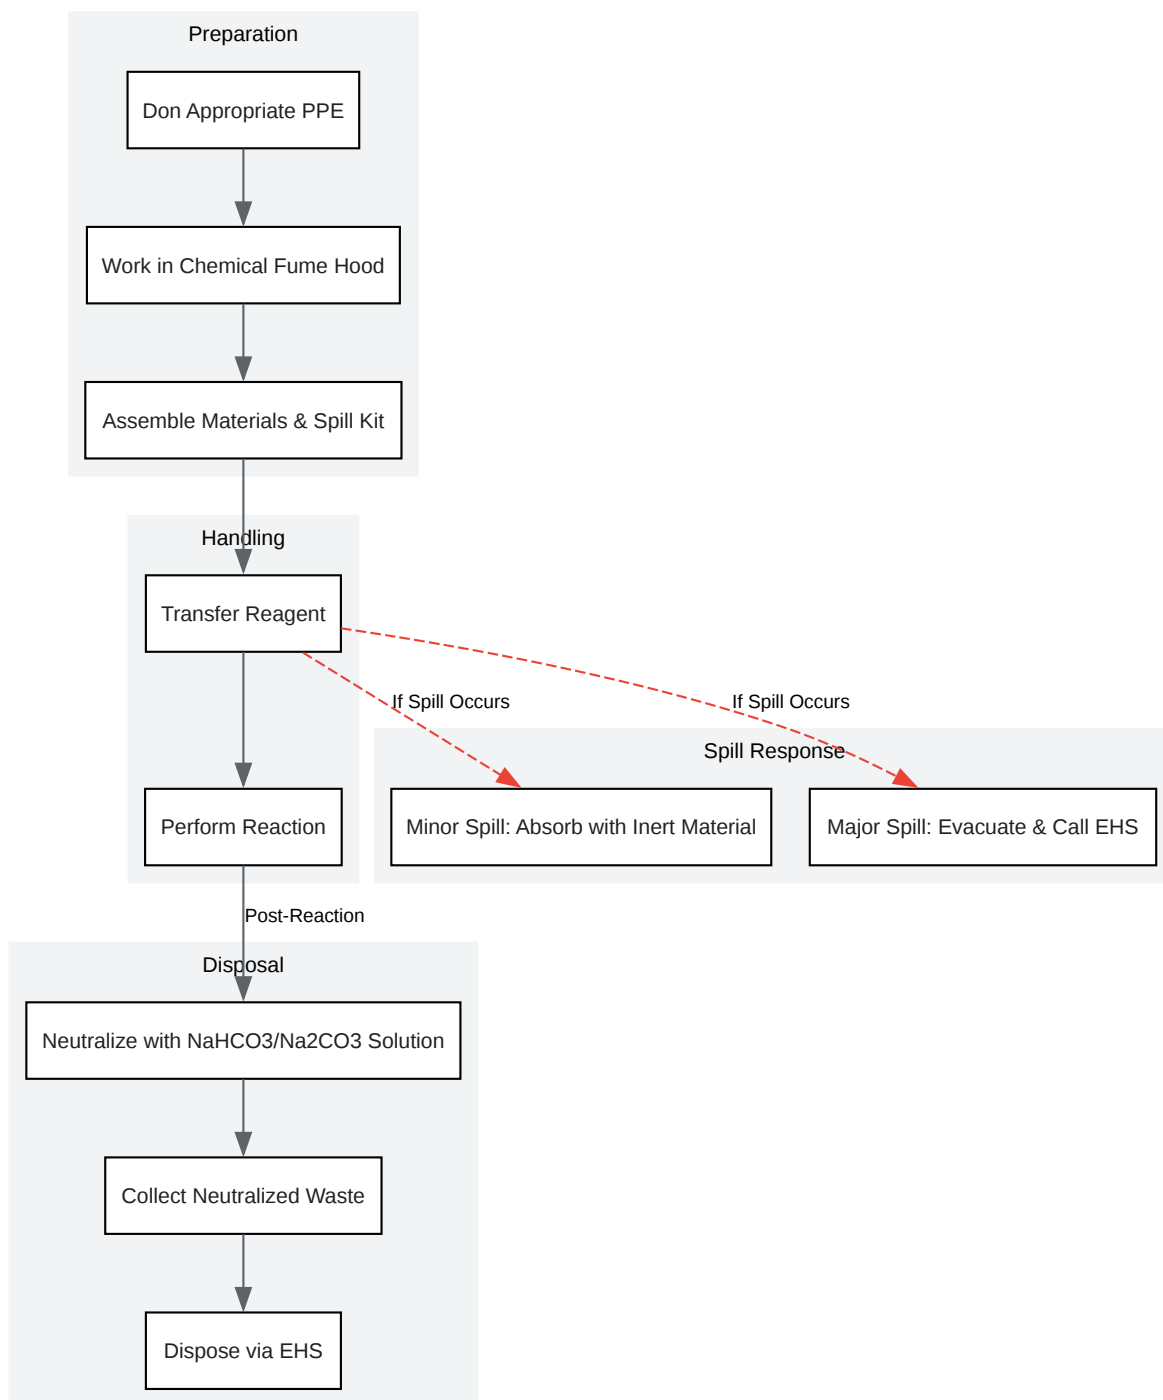 Preparation
Don Appropriate PPE
Work in Chemical Fume Hood
Assemble Materials & Spill Kit
Handling
Transfer Reagent
If Spill Occurs
If Spill Occurs
Spill Response
Perform Reaction
Minor Spill: Absorb with Inert Material
Major Spill: Evacuate & Call EHS
Post-Reaction
Disposal
Neutralize with NaHCO3/Na2CO3 Solution
Collect Neutralized Waste
Dispose via EHS